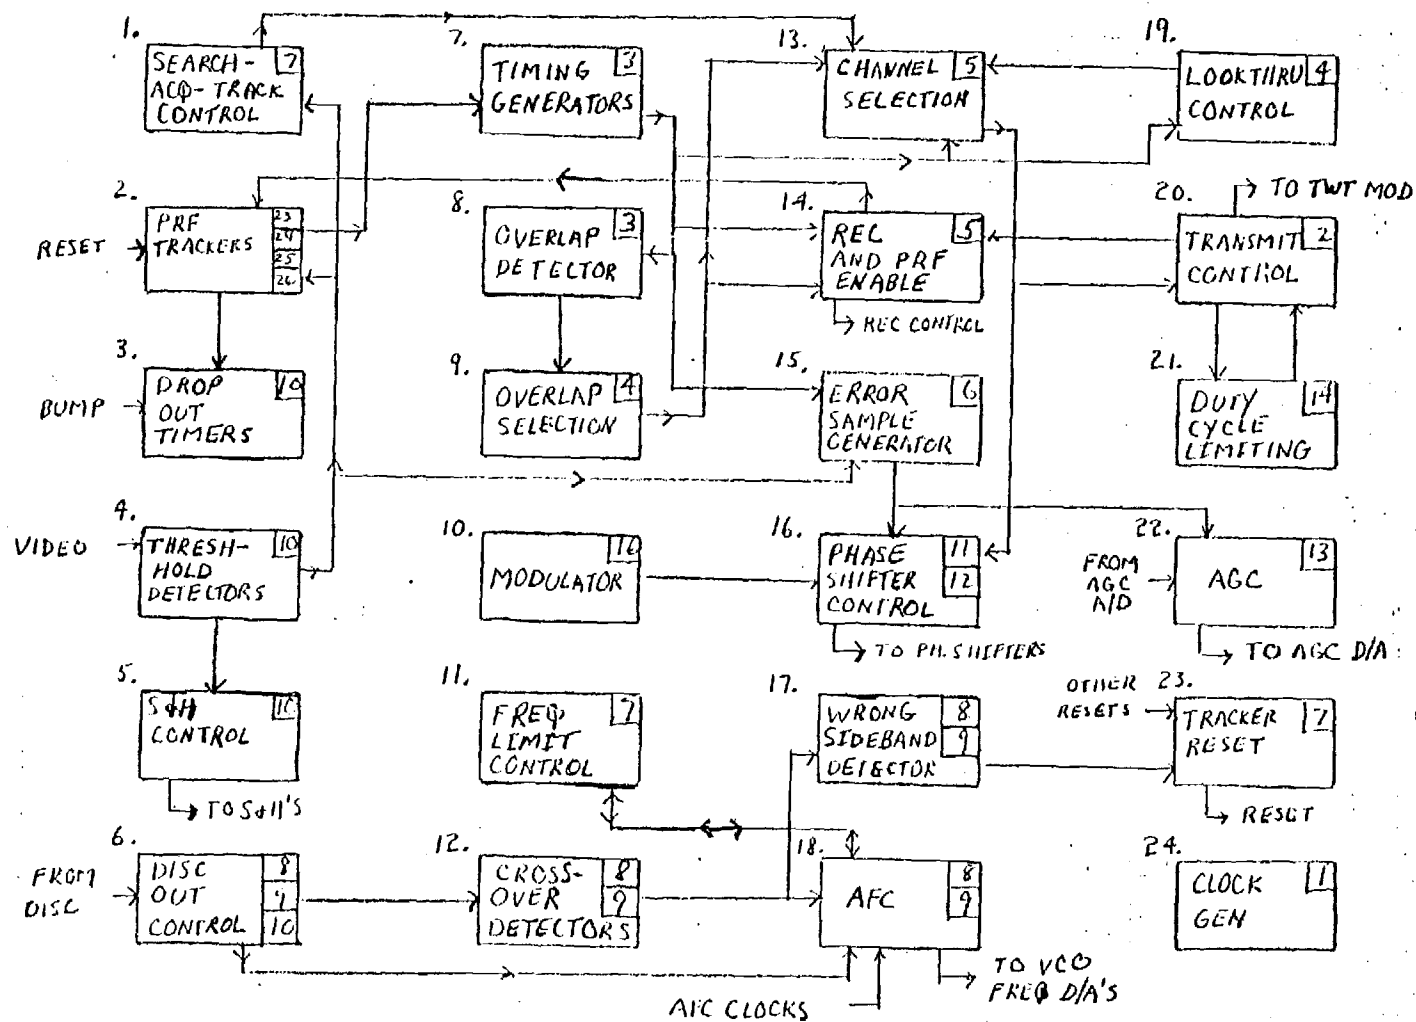 1.
SEARCH-
ACQ-TRACK
CONTROL
7
2.
RESET
PRF
TRACKERS
23
24
25
26
3.
BUMP
DROP
OUT
TIMERS
10
4.
VIDEO
THRESH-
HOLD
DETECTORS
10
5.
S&H
CONTROL
10
TO S&H'S
6.
FROM
DISC
DISC
OUT
CONTROL
8
9
10
7.
TIMING
GENERATORS
3
8.
OVERLAP
DETECTOR
3
9.
OVERLAP
SELECTION
4
10.
MODULATOR
11.
FREQ
LIMIT
CONTROL
7
12.
CROSS-
OVER
DETECTORS
8
9
13.
CHANNEL
SELECTION
5
14.
REC
AND PRF
ENABLE
5
REC CONTROL
15.
ERROR
SAMPLE
GENERATOR
6
16.
PHASE
SHIFTER
CONTROL
11
12
TO PH. SHIFTERS
17.
WRONG
SIDEBAND
DETECTOR
8
9
18.
AFC
8
9
AFC CLOCKS
TO VCO
FREQ D/A'S
19.
LOOKTHRU
CONTROL
4
20.
TO TWT MOD
TRANSMIT
CONTROL
2
21.
DUTY
CYCLE
LIMITING
14
22.
FROM
AGC
A/D
AGC
13
TO AGC D/A
23.
OTHER
RESETS
TRACKER
RESET
7
RESET
24.
CLOCK
GEN
1